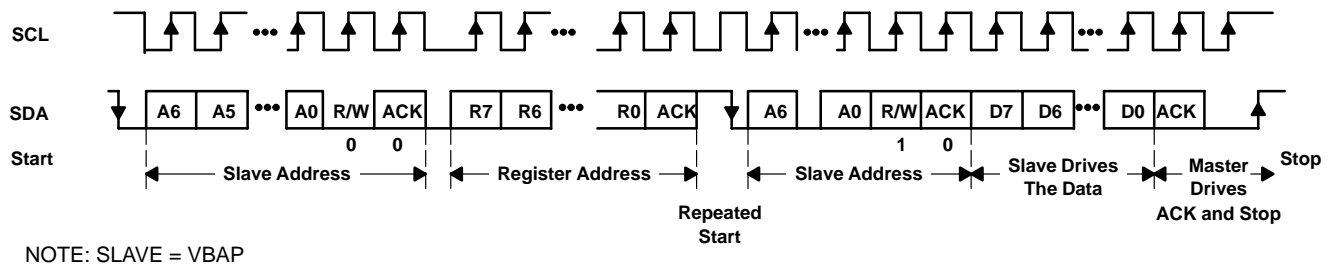 SCL
•••
•••
•••
•••
SDA
A6 A5 ••• A0 R/W ACK R7 R6 ••• R0 ACK A6 A0 R/W ACK D7 D6 ••• D0 ACK
0 0 1 0
Start
Slave Address
Register Address
Slave Address
Slave Drives
The Data
Master
Drives
ACK and Stop
Stop
Repeated
Start
NOTE: SLAVE = VBAP